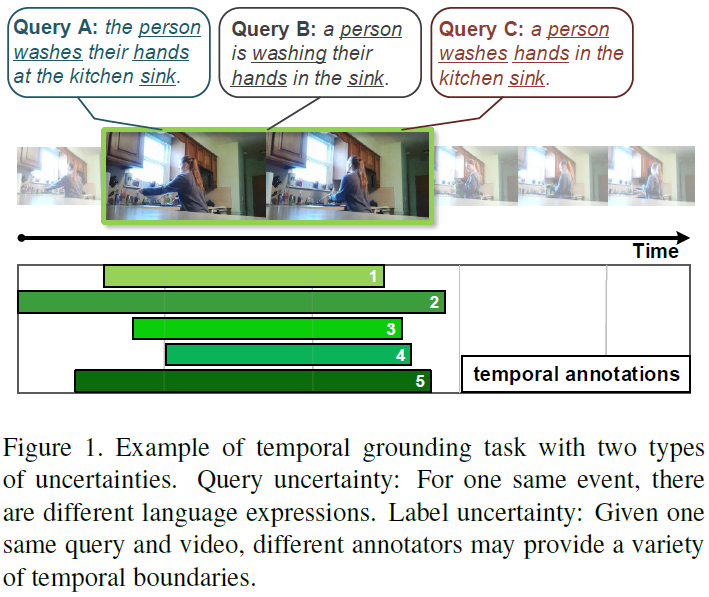 Query A: the person
washes their hands
at the kitchen sink.
Query B: a person
is washing their
hands in the sink.
Query C: a person
washes hands in the
kitchen sink.
Time
1
2
3
4
5
temporal annotations
Figure 1. Example of temporal grounding task with two types
of uncertainties. Query uncertainty: For one same event, there
are different language expressions. Label uncertainty: Given one
same query and video, different annotators may provide a variety
of temporal boundaries.